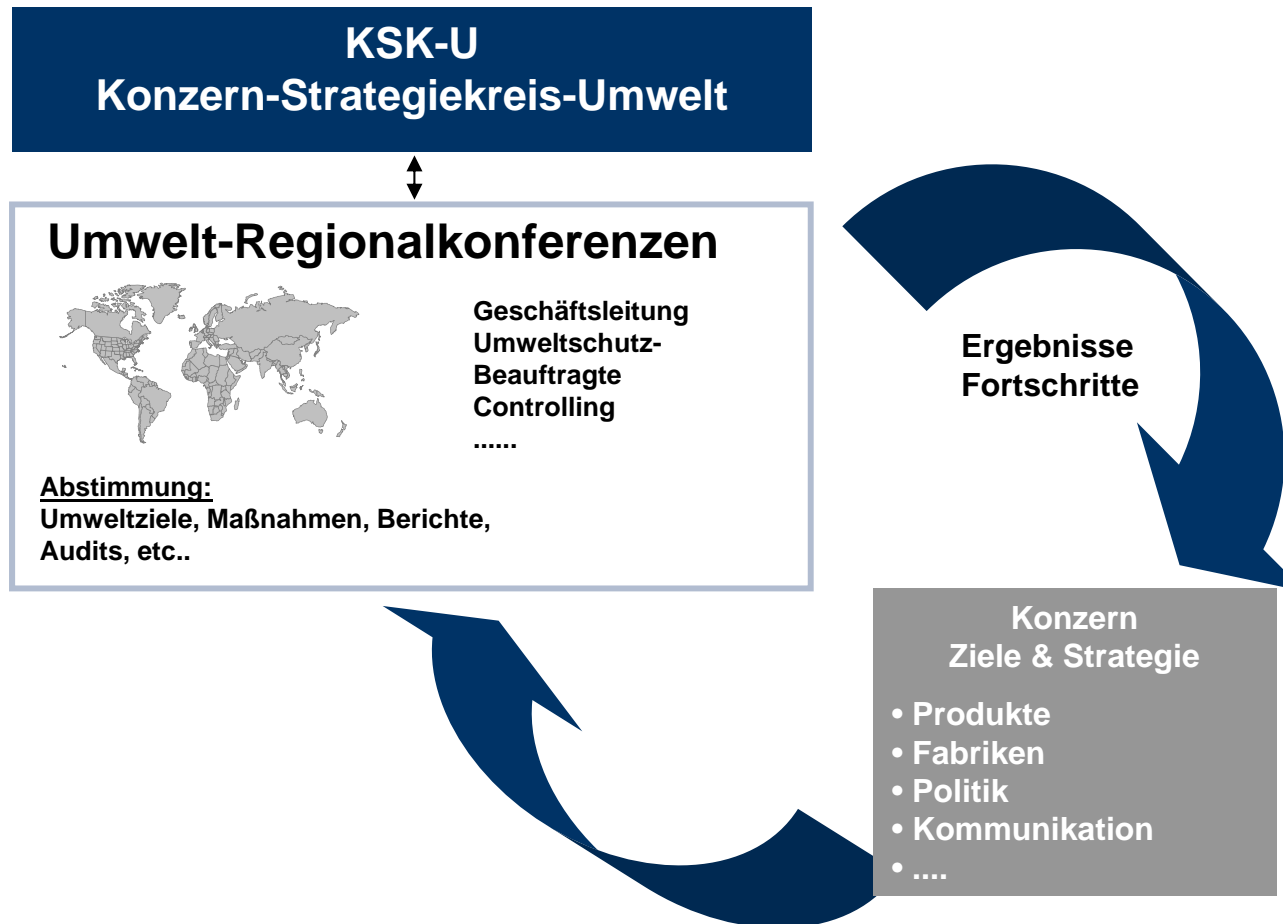 KSK-U
Konzern-Strategiekreis-Umwelt
Umwelt-Regionalkonferenzen
Geschäftsleitung
Umweltschutz-
Beauftragte
Controlling
......
Abstimmung:
Umweltziele, Maßnahmen, Berichte,
Audits, etc..
Ergebnisse
Fortschritte
Konzern
Ziele & Strategie
• Produkte
• Fabriken
• Politik
• Kommunikation
• ....